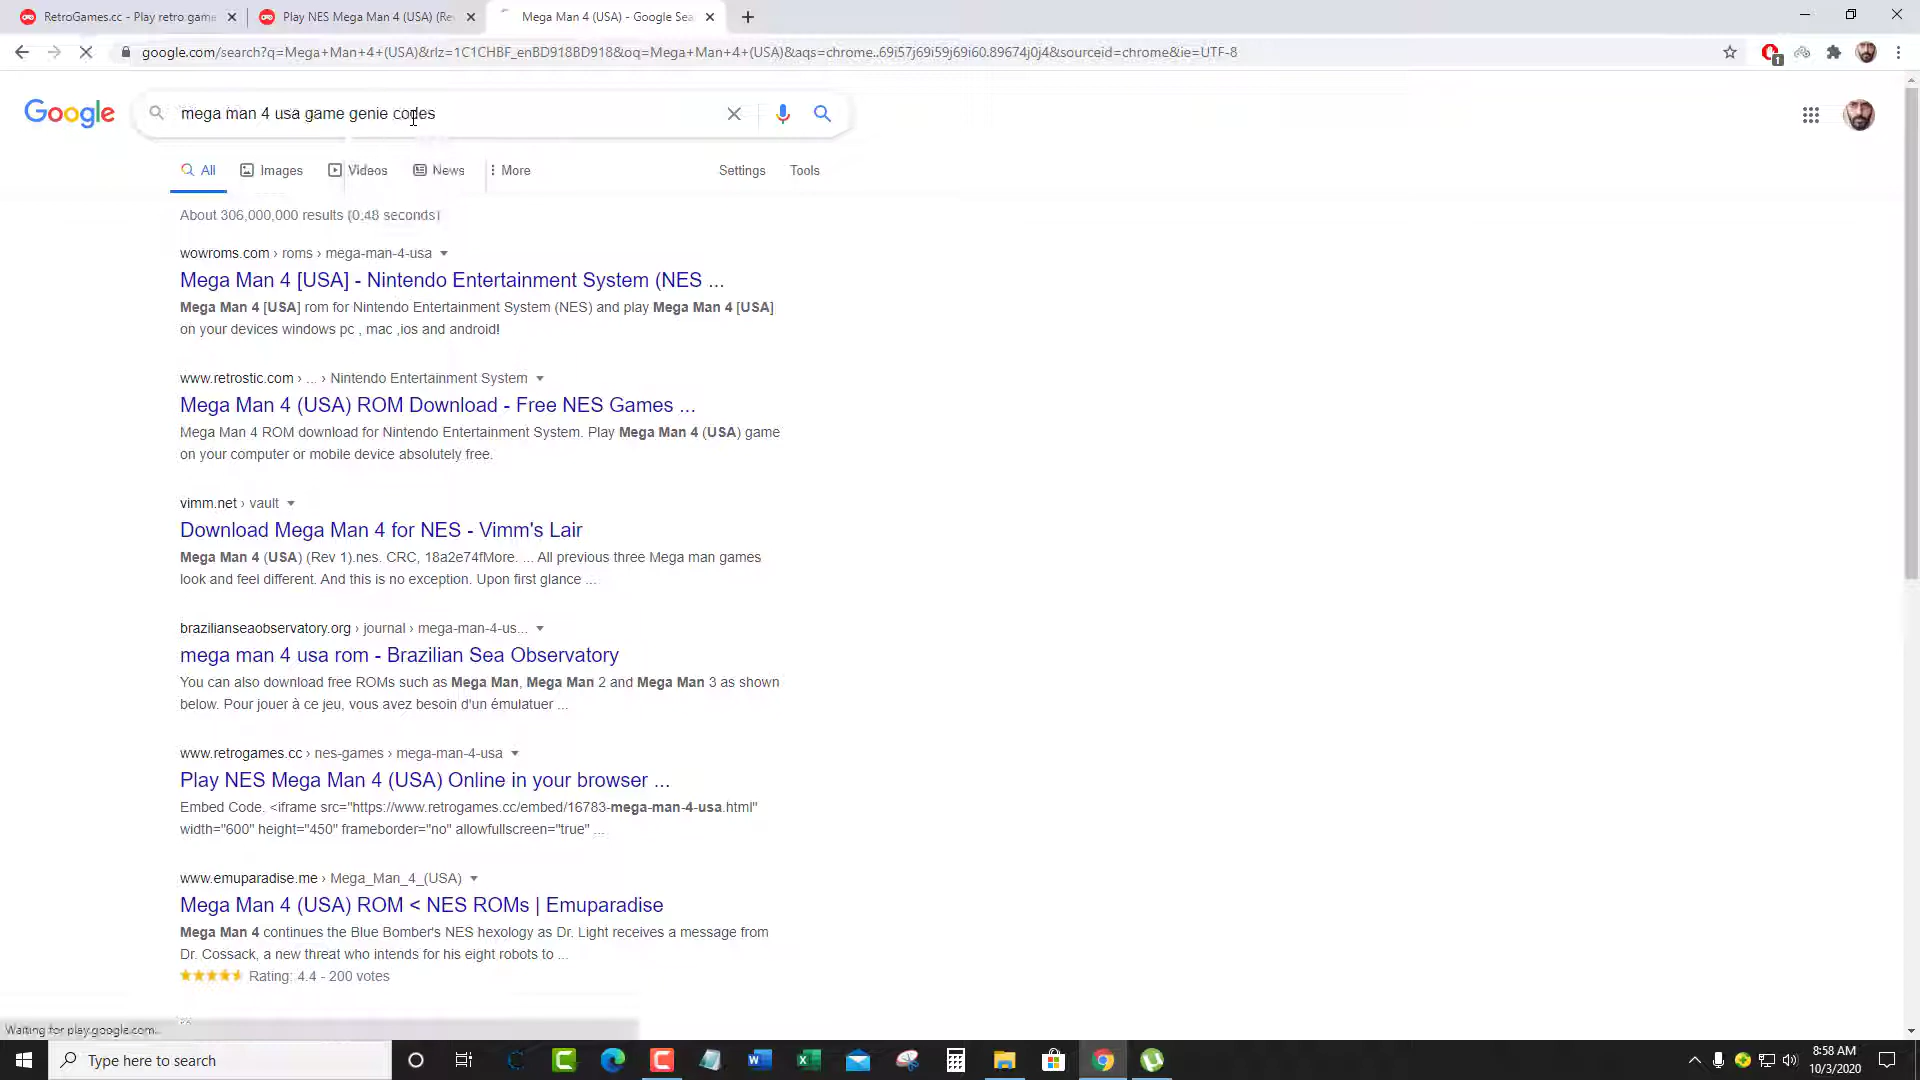 RetroGames.cc - Play retro game
Play NES Mega Man 4 (USA) (Re
Mega Man 4 (USA) - Google Sea
google.com/search?q=Mega+Man+4+(USA)&rlz=1C1CHBF_enBD918BD918&oq=Mega+Man+4+(USA)&aqs=chrome..69i57j69i59j69i60.89674j0j4&sourceid=chrome&ie=UTF-8
1
Google
mega man 4 usa game genie codes
All Images Videos News More Settings Tools
About 306,000,000 results (0.48 seconds)
wowroms.com › roms › mega-man-4-usa
Mega Man 4 [USA] - Nintendo Entertainment System (NES ...
Mega Man 4 [USA] rom for Nintendo Entertainment System (NES) and play Mega Man 4 [USA]
on your devices windows pc , mac ,ios and android!
www.retrostic.com › ... › Nintendo Entertainment System
Mega Man 4 (USA) ROM Download - Free NES Games ...
Mega Man 4 ROM download for Nintendo Entertainment System. Play Mega Man 4 (USA) game
on your computer or mobile device absolutely free.
vimm.net › vault
Download Mega Man 4 for NES - Vimm's Lair
Mega Man 4 (USA) (Rev 1).nes. CRC, 18a2e74fMore. ... All previous three Mega man games
look and feel different. And this is no exception. Upon first glance ...
brazilianseaobservatory.org › journal › mega-man-4-us...
mega man 4 usa rom - Brazilian Sea Observatory
You can also download free ROMs such as Mega Man, Mega Man 2 and Mega Man 3 as shown
below. Pour jouer à ce jeu, vous avez besoin d'un émulatuer ...
www.retrogames.cc › nes-games › mega-man-4-usa
Play NES Mega Man 4 (USA) Online in your browser ...
Embed Code. <iframe src="https://www.retrogames.cc/embed/16783-mega-man-4-usa.html"
width="600" height="450" frameborder="no" allowfullscreen="true" ...
www.emuparadise.me › Mega_Man_4_(USA)
Mega Man 4 (USA) ROM < NES ROMs | Emuparadise
Mega Man 4 continues the Blue Bomber's NES hexology as Dr. Light receives a message from
Dr. Cossack, a new threat who intends for his eight robots to ...
Rating: 4.4 - 200 votes
Waiting for play.google.com...
Type here to search
8:58 AM
10/3/2020